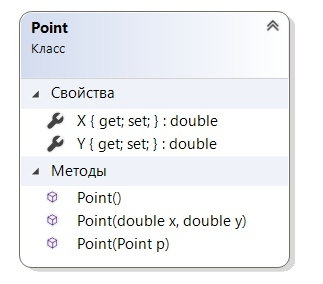 Point
Класс
Свойства
X { get; set; } : double
Y { get; set; } : double
Методы
Point()
Point(double x, double y)
Point(Point p)